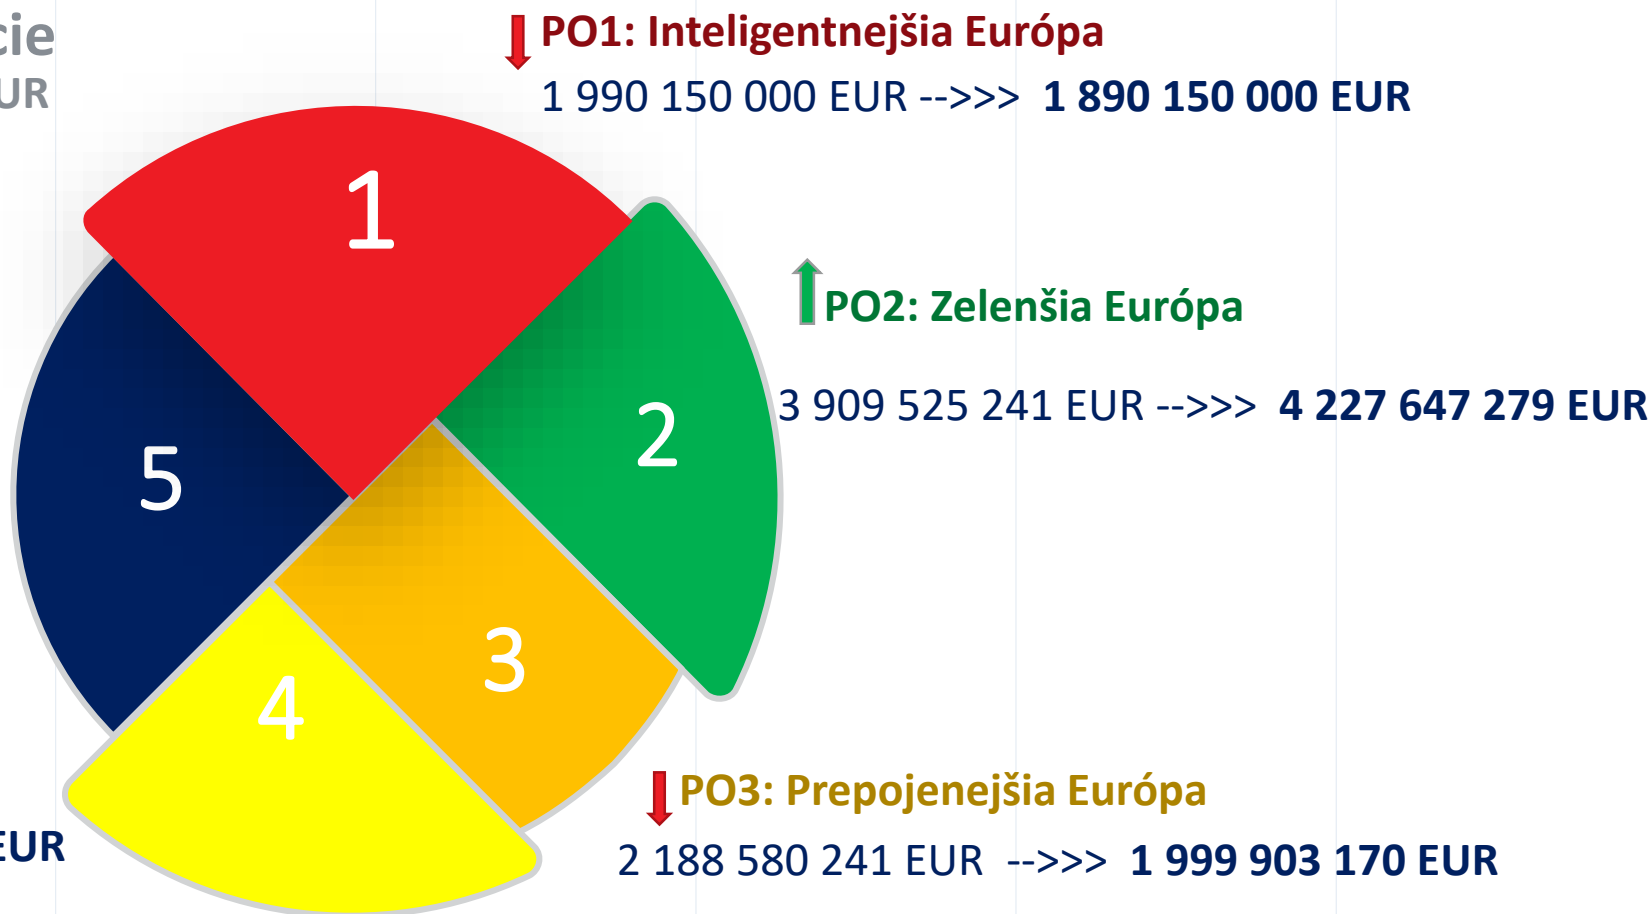 PO1: Inteligentnejšia Európa
1 990 150 000 EUR -->>> 1 890 150 000 EUR
1
PO2: Zelenšia Európa
3 909 525 241 EUR -->>> 4 227 647 279 EUR
2
5
3
4
PO3: Prepojenejšia Európa
EUR
2 188 580 241 EUR -->>> 1 999 903 170 EUR